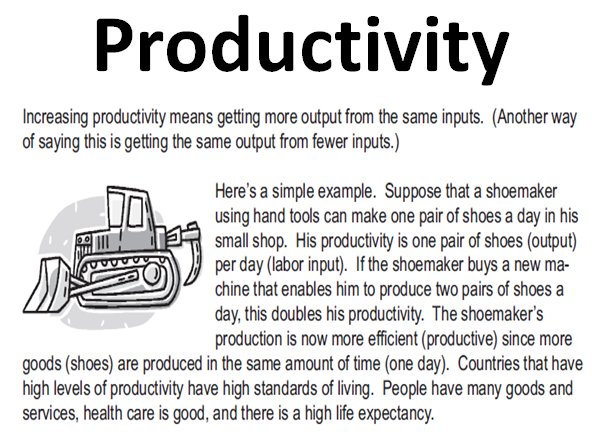 Productivity
Increasing productivity means getting more output from the same inputs.  (Another way
of saying this is getting the same output from fewer inputs.)
Here's a simple example.  Suppose that a shoemaker
using hand tools can make one pair of shoes a day in his
small shop.  His productivity is one pair of shoes (output)
per day (labor input).  If the shoemaker buys a new ma-
chine that enables him to produce two pairs of shoes a
day, this doubles his productivity.  The shoemaker's
production is now more efficient (productive) since more
goods (shoes) are produced in the same amount of time (one day).  Countries that have
high levels of productivity have high standards of living.  People have many goods and
services, health care is good, and there is a high life expectancy.